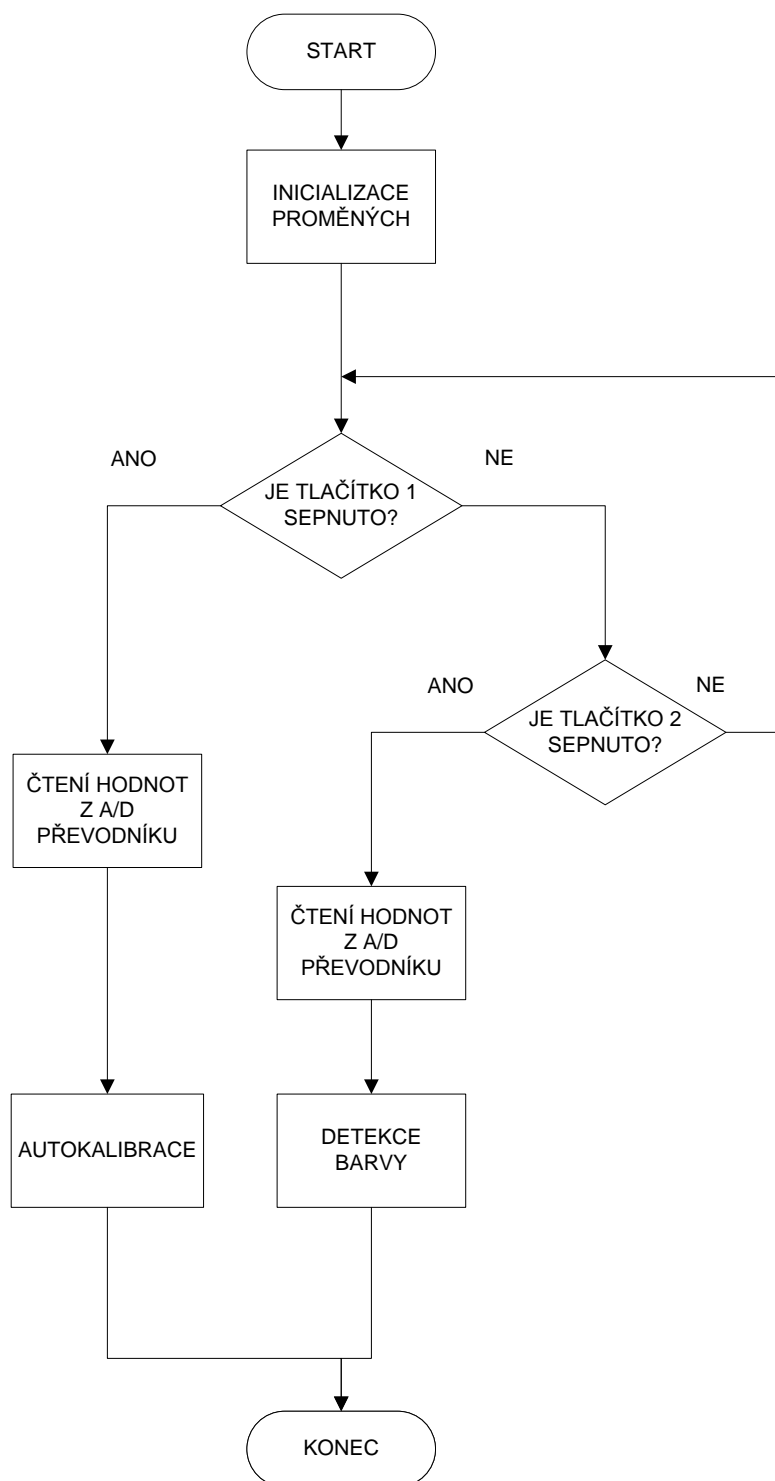 START
INICIALIZACE
PROMĚNÝCH
ANO
NE
JE TLAČÍTKO 1
SEPNUTO?
ANO
NE
JE TLAČÍTKO 2
SEPNUTO?
ČTENÍ HODNOT
Z A/D
PŘEVODNÍKU
ČTENÍ HODNOT
Z A/D
PŘEVODNÍKU
AUTOKALIBRACE
DETEKCE
BARVY
KONEC